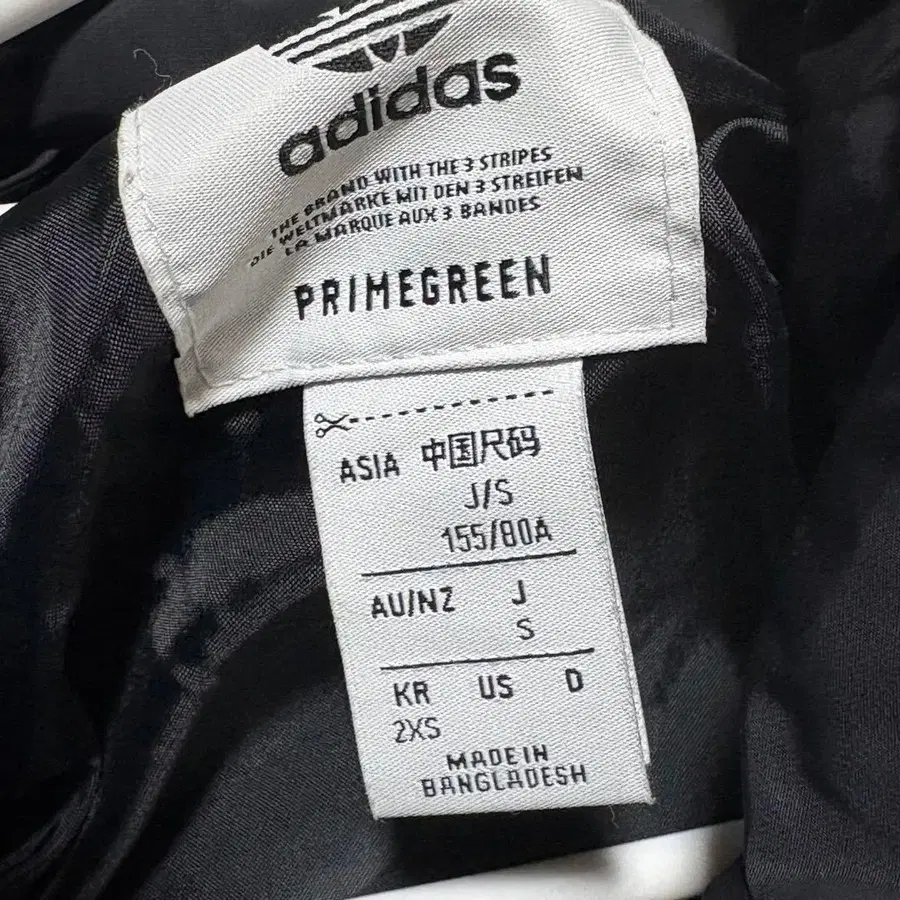 adidas
THE BRAND WITH THE 3 STRIPES
DIE WELTMARKE MIT DEN 3 STREIFEN
LA MARQUE AUX 3 BANDES
PRIMEGREEN
ASIA 中国尺码
J/S
155/80A
AU/NZ J
S
KR US D
2XS
MADE IN
BANGLADESH